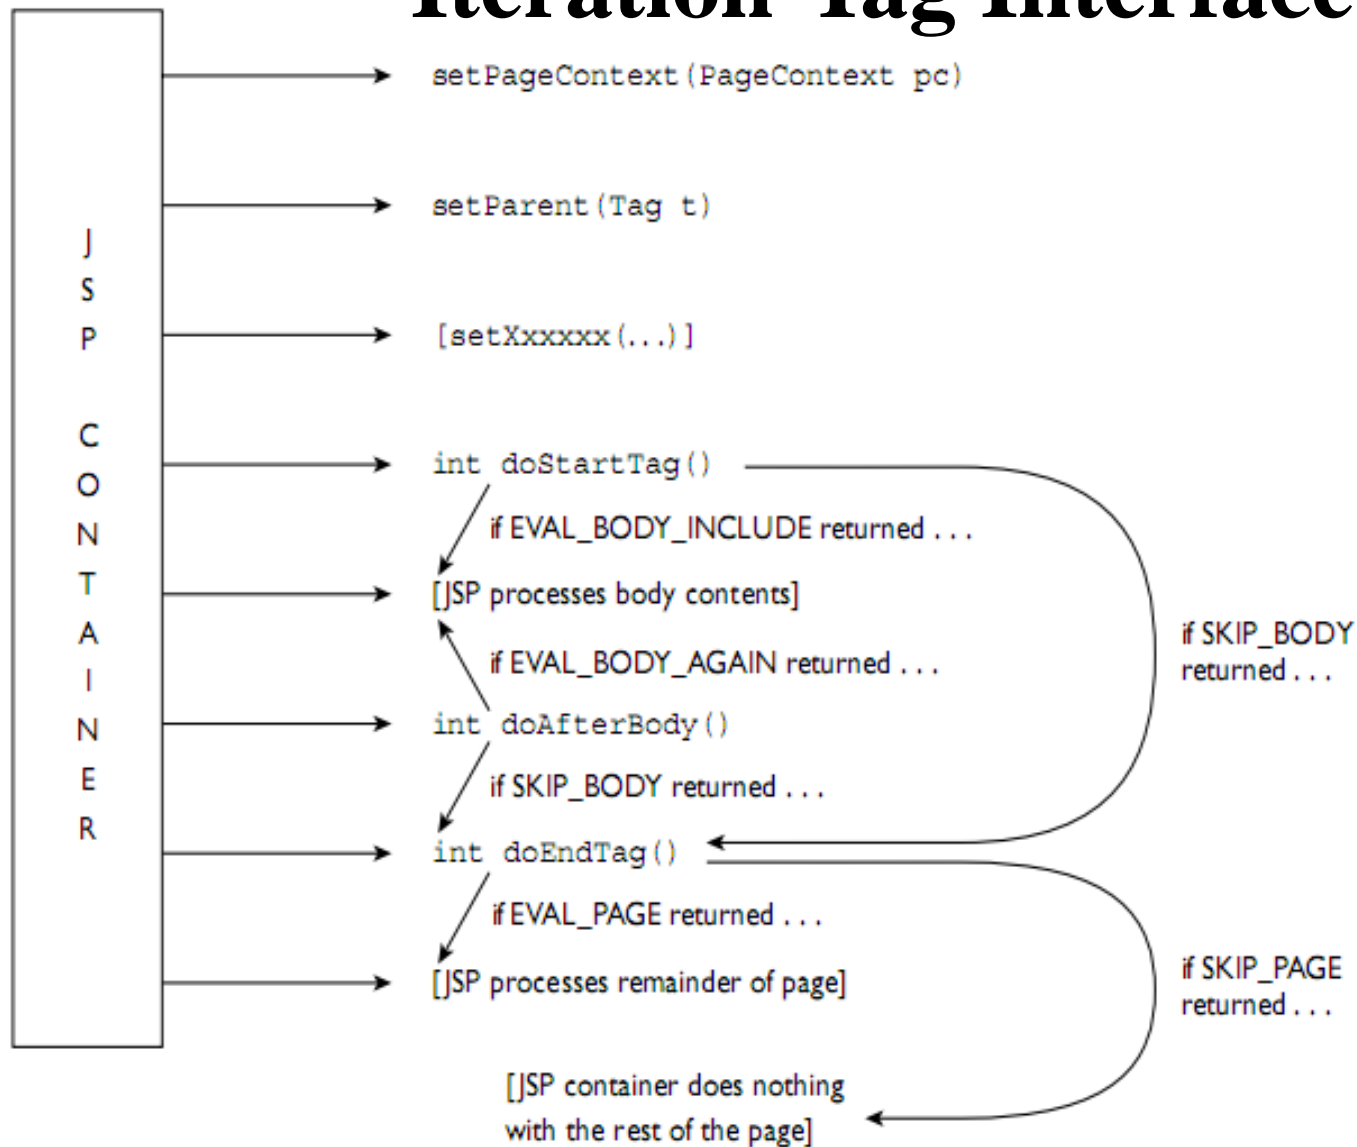 Iteration Tag Interface
setPageContext(PageContext pc)
setParent(Tag t)
[setXxxxxx(...)]
JSP CONTAINER
int doStartTag()
if EVAL_BODY_INCLUDE returned . . .
[JSP processes body contents]
if SKIP_BODY
returned . . .
if EVAL_BODY_AGAIN returned . . .
int doAfterBody()
if SKIP_BODY returned . . .
int doEndTag()
if EVAL_PAGE returned . . .
[JSP processes remainder of page]
if SKIP_PAGE
returned . . .
[JSP container does nothing
with the rest of the page]